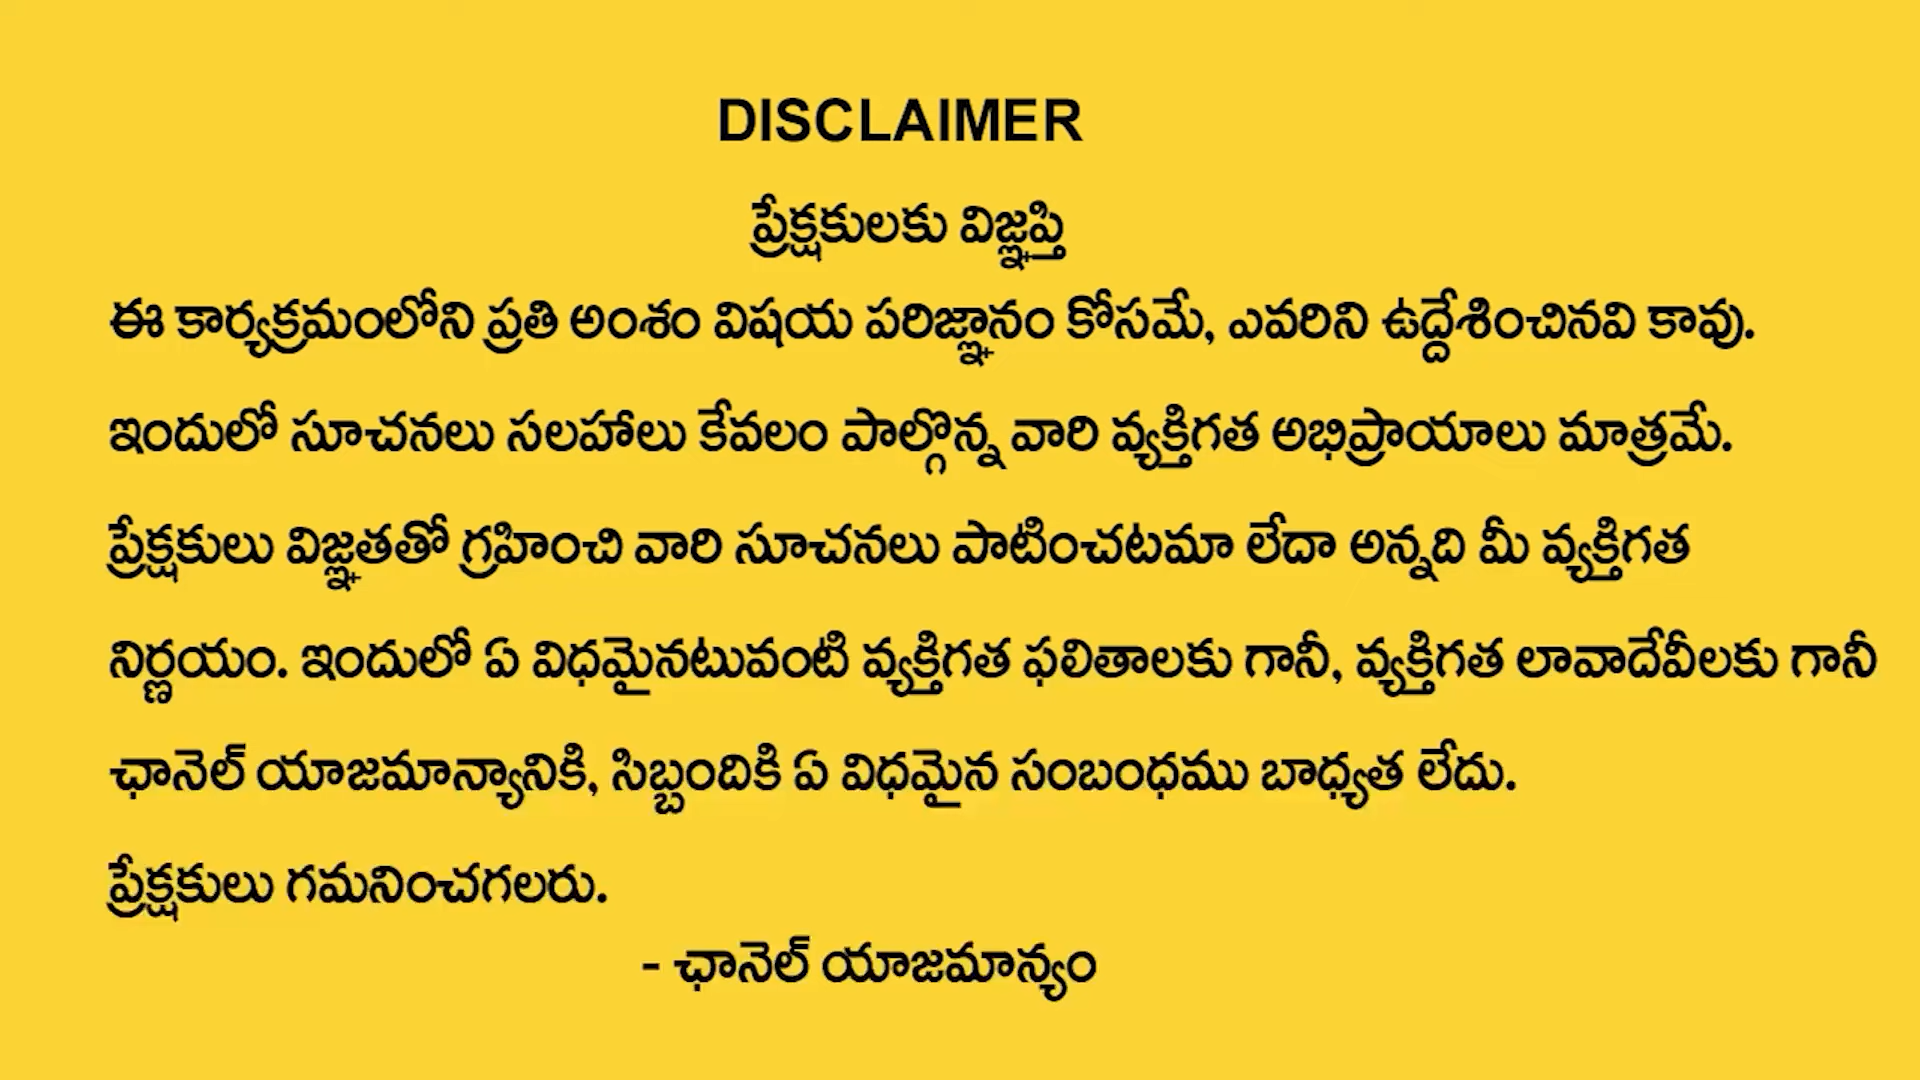 DISCLAIMER
ప్రేక్షకులకు విజ్ఞప్తి
ఈ కార్యక్రమంలోని ప్రతి అంశం విషయ పరిజ్ఞానం కోసమే, ఎవరిని ఉద్దేశించినవి కావు.
ఇందులో సూచనలు సలహాలు కేవలం పాల్గొన్న వారి వ్యక్తిగత అభిప్రాయాలు మాత్రమే.
ప్రేక్షకులు విజ్ఞతతో గ్రహించి వారి సూచనలు పాటించటమా లేదా అన్నది మీ వ్యక్తిగత
నిర్ణయం. ఇందులో ఏ విధమైనటువంటి వ్యక్తిగత ఫలితాలకు గానీ, వ్యక్తిగత లావాదేవీలకు గానీ
ఛానెల్ యాజమాన్యానికి, సిబ్బందికి ఏ విధమైన సంబంధము బాధ్యత లేదు.
ప్రేక్షకులు గమనించగలరు.
- ఛానెల్ యాజమాన్యం